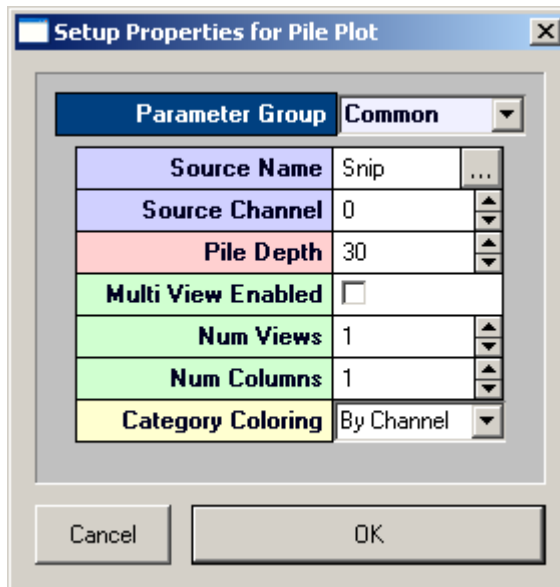 Setup Properties for Pile Plot
Parameter Group Common
Source Name Snip ...
Source Channel 0
Pile Depth 30
Multi View Enabled
Num Views 1
Num Columns 1
Category Coloring By Channel
Cancel OK